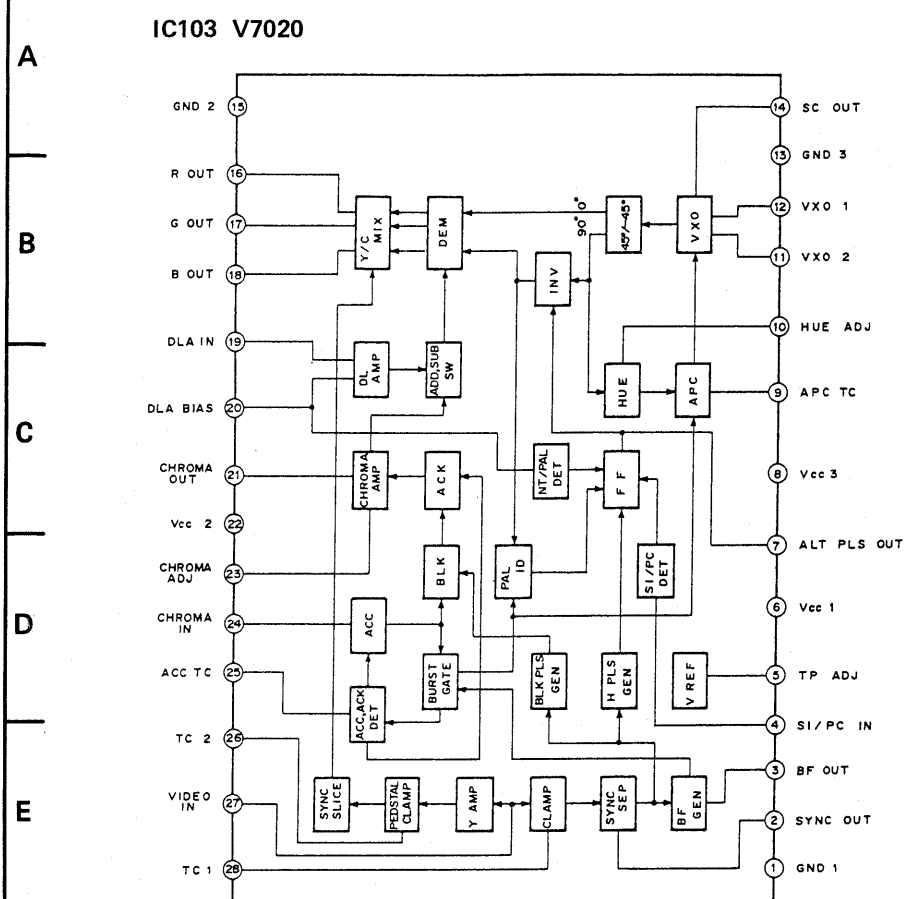 IC103 V7020
A
B
C
D
E
GND 2 15
R OUT 16
G OUT 17
B OUT 18
DLA IN 19
DLA BIAS 20
CHROMA
OUT 21
Vcc 2 22
CHROMA
ADJ 23
CHROMA
IN 24
ACC TC 25
TC 2 26
VIDEO
IN 27
TC 1 28
14 SC OUT
13 GND 3
12 VXO 1
11 VXO 2
10 HUE ADJ
9 APC TC
8 Vcc 3
7 ALT PLS OUT
6 Vcc 1
5 TP ADJ
4 SI/PC IN
3 BF OUT
2 SYNC OUT
1 GND 1
Y/C
MIX
DEM
90° 0°
45°/-45°
VXO
INV
DL
AMP
ADD,SUB
SW
HUE
APC
CHROMA
AMP
ACK
NT/PAL
DET
FF
BLK
PAL
ID
SI/PC
DET
ACC
BURST
GATE
BLK PLS
GEN
H PLS
GEN
V REF
ACC,ACK
DET
SYNC
SLICE
PEDSTAL
CLAMP
Y AMP
CLAMP
SYNC
SEP
BF
GEN